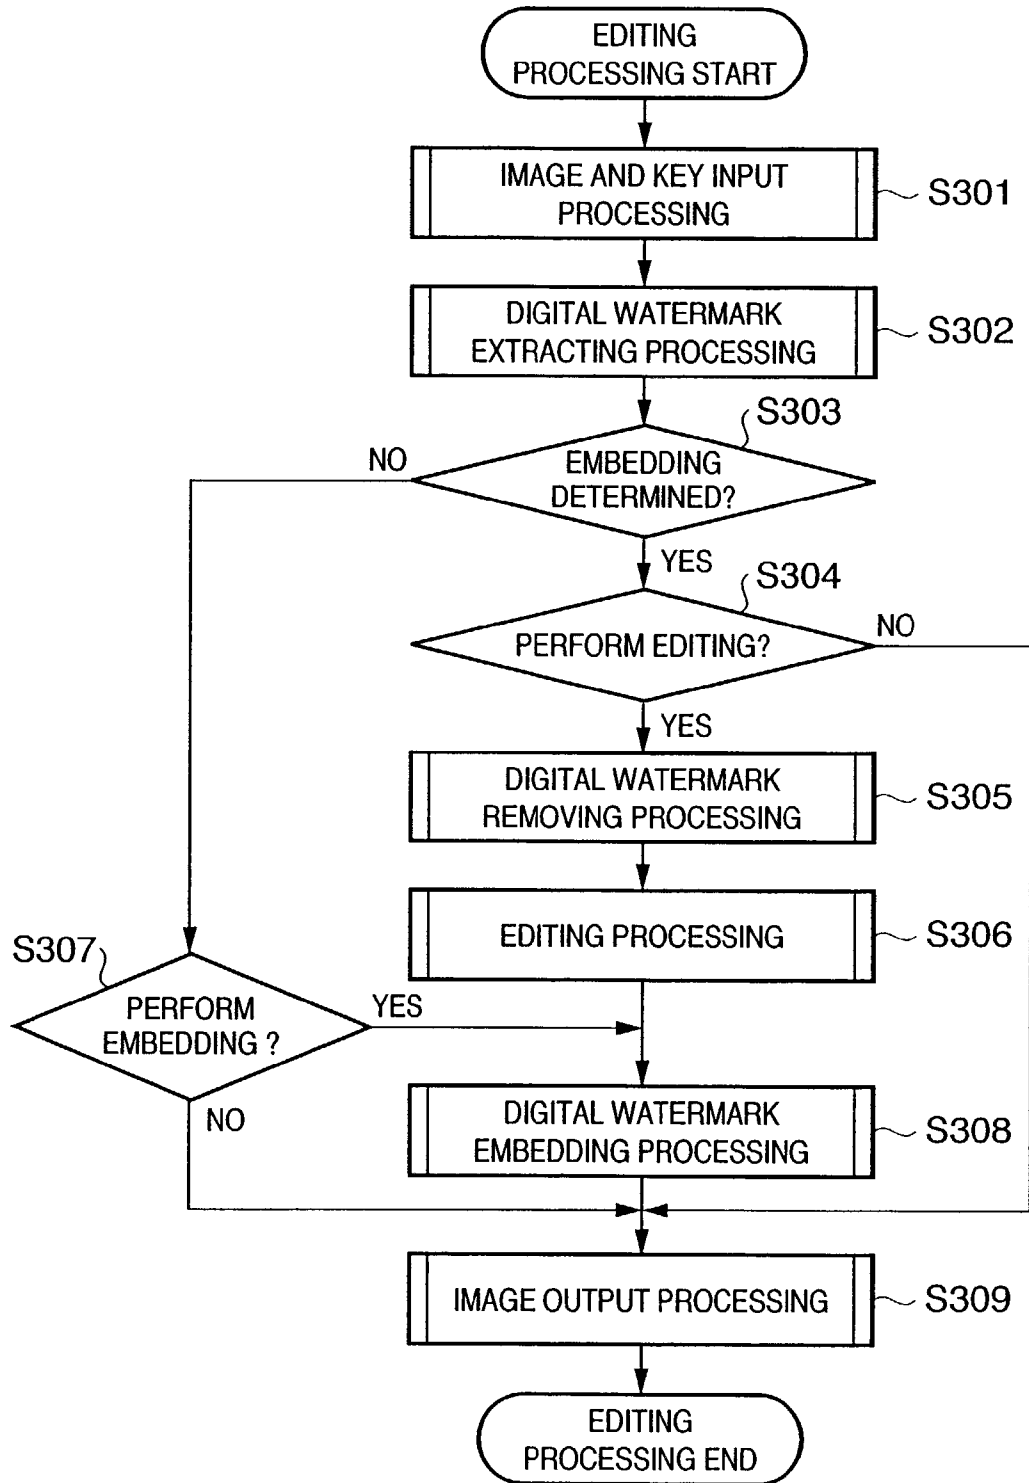 EDITING
PROCESSING START
IMAGE AND KEY INPUT
PROCESSING
S301
DIGITAL WATERMARK
EXTRACTING PROCESSING
S302
S303
NO
EMBEDDING
DETERMINED?
YES
S304
PERFORM EDITING?
NO
YES
DIGITAL WATERMARK
REMOVING PROCESSING
S305
EDITING PROCESSING
S306
S307
PERFORM
EMBEDDING ?
YES
NO
DIGITAL WATERMARK
EMBEDDING PROCESSING
S308
IMAGE OUTPUT PROCESSING
S309
EDITING
PROCESSING END